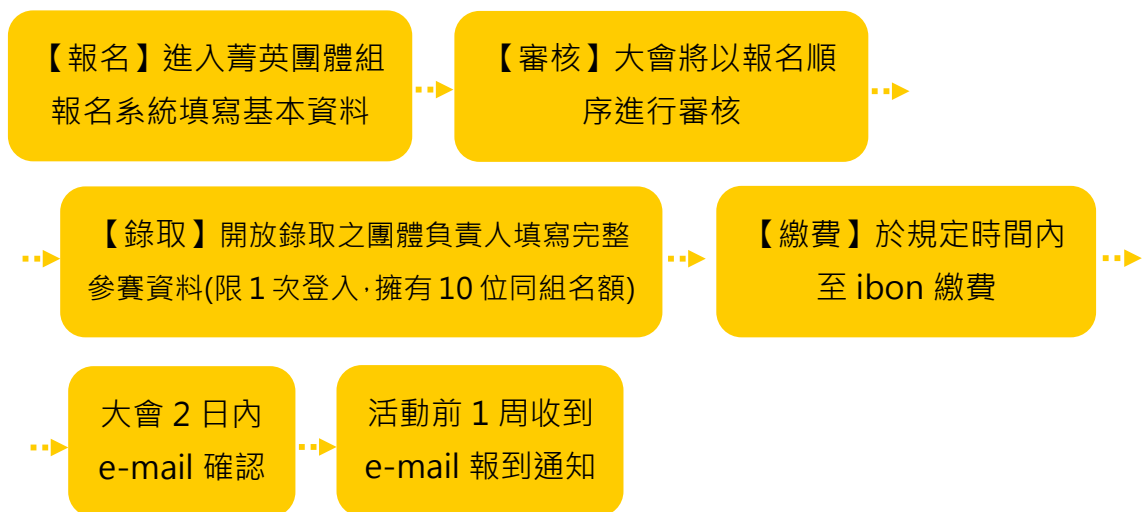 【報名】進入菁英團體組
報名系統填寫基本資料
【審核】大會將以報名順
序進行審核
【錄取】開放錄取之團體負責人填寫完整
參賽資料(限1次登入,擁有10位同組名額)
【繳費】於規定時間內
至 ibon 繳費
大會 2 日內
e-mail 確認
活動前 1 周收到
e-mail 報到通知